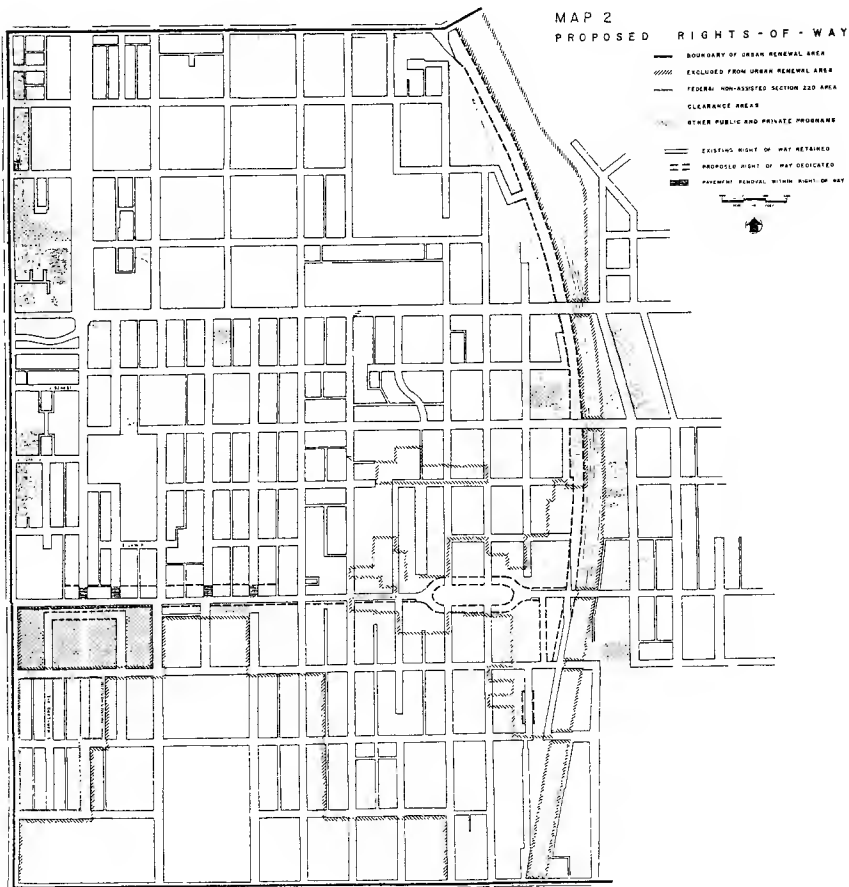 MAP 2
PROPOSED RIGHTS-OF-WAY
BOUNDARY OF URBAN RENEWAL AREA
EXCLUDED FROM URBAN RENEWAL AREA
FEDERAL NON-ASSISTED SECTION 220 AREA
CLEARANCE AREAS
OTHER PUBLIC AND PRIVATE PROGRAMS
EXISTING RIGHT OF WAY RETAINED
PROPOSED RIGHT OF WAY DEDICATED
PAVEMENT REMOVAL WITHIN RIGHT OF WAY